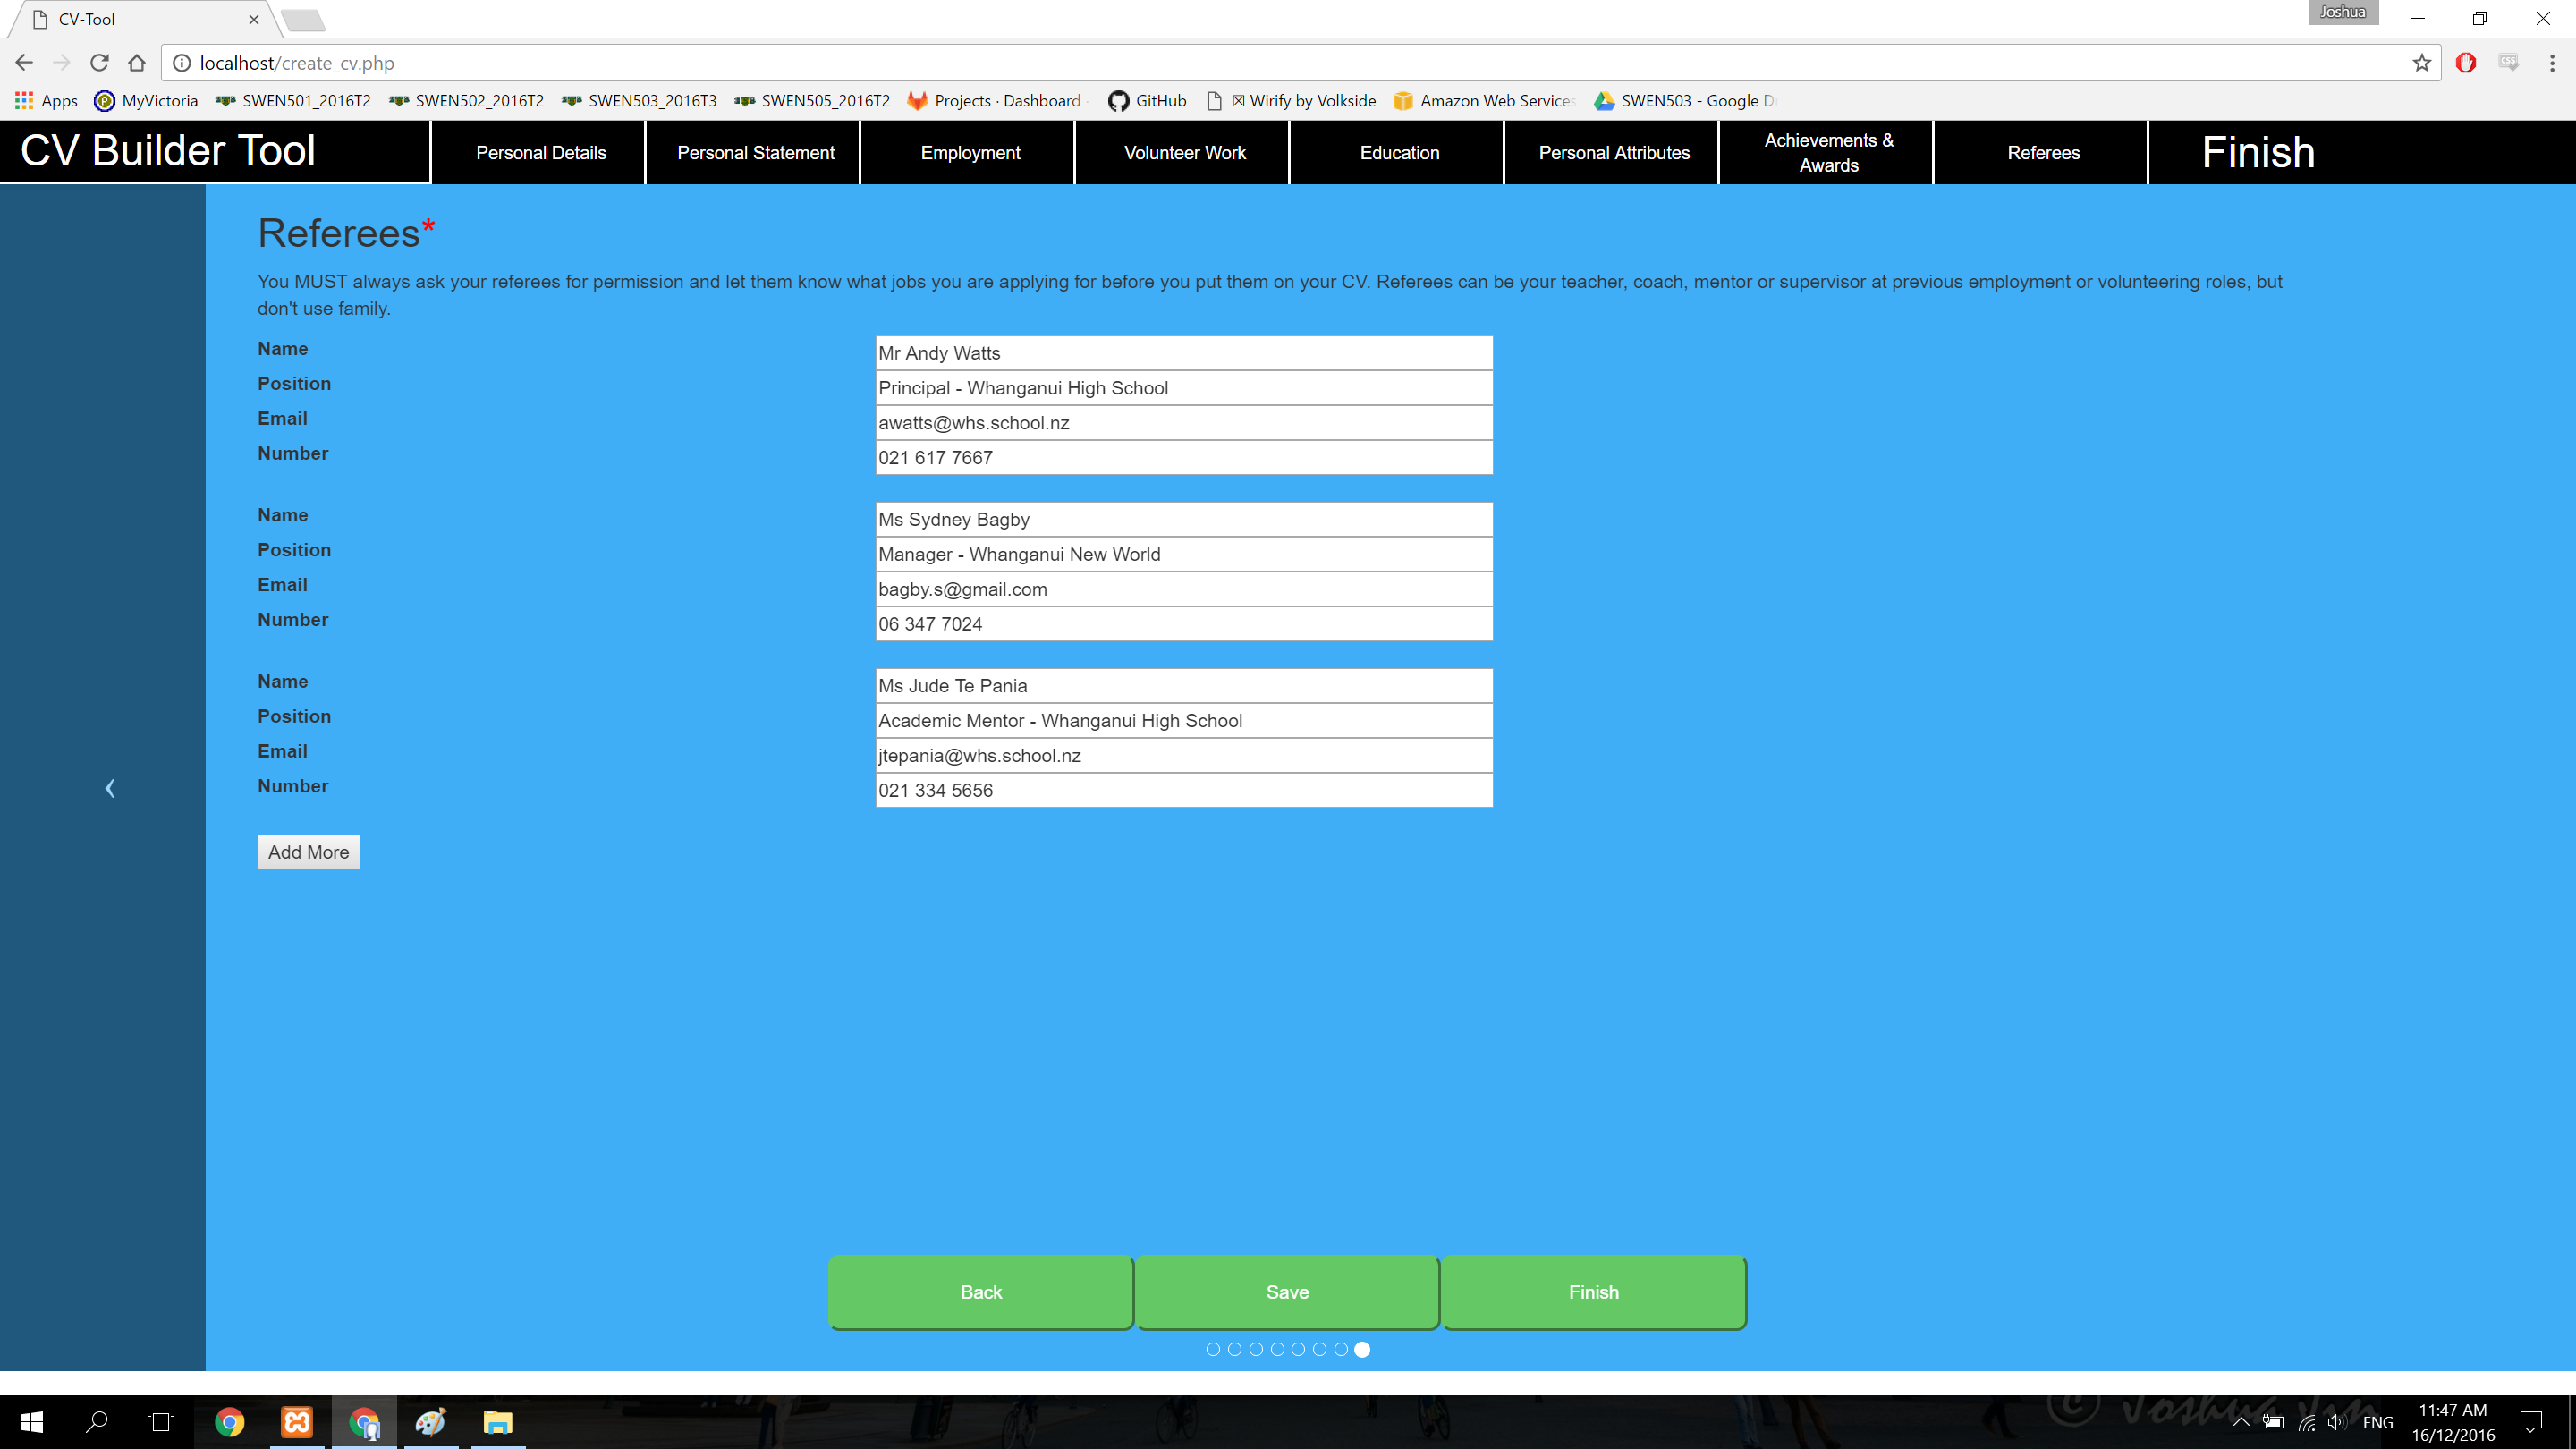 CV-Tool
Joshua
localhost/create_cv.php
Apps MyVictoria SWEN501_2016T2 SWEN502_2016T2 SWEN503_2016T3 SWEN505_2016T2 Projects · Dashboard GitHub Wirify by Volkside Amazon Web Services SWEN503 - Google D
CV Builder Tool
Personal Details
Personal Statement
Employment
Volunteer Work
Education
Personal Attributes
Achievements &
Awards
Referees
Finish
Referees*
You MUST always ask your referees for permission and let them know what jobs you are applying for before you put them on your CV. Referees can be your teacher, coach, mentor or supervisor at previous employment or volunteering roles, but
don't use family.
Name Mr Andy Watts
Position Principal - Whanganui High School
Email awatts@whs.school.nz
Number 021 617 7667
Name Ms Sydney Bagby
Position Manager - Whanganui New World
Email bagby.s@gmail.com
Number 06 347 7024
Name Ms Jude Te Pania
Position Academic Mentor - Whanganui High School
Email jtepania@whs.school.nz
Number 021 334 5656
Add More
Back Save Finish
© Joshua Jin
ENG
11:47 AM
16/12/2016